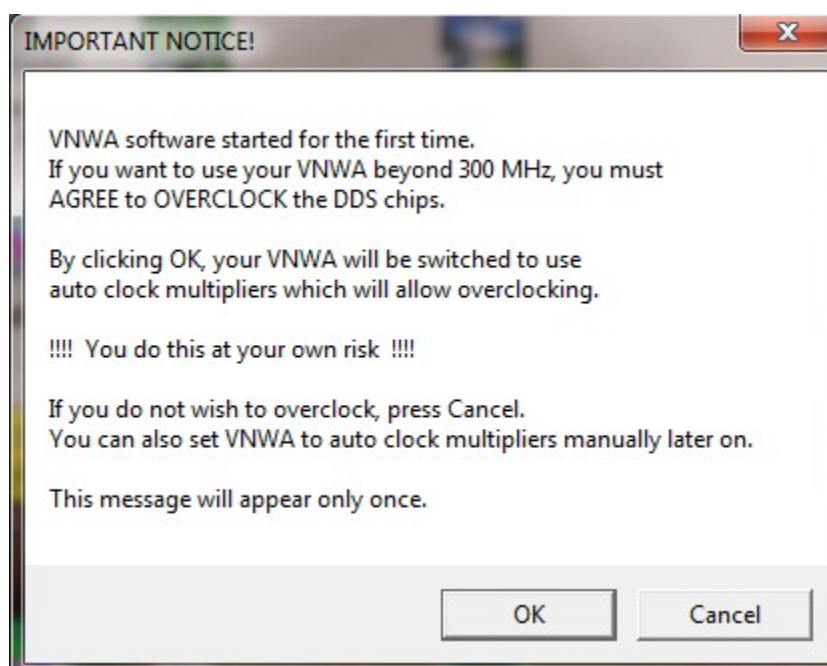 IMPORTANT NOTICE!
VNWA software started for the first time.
If you want to use your VNWA beyond 300 MHz, you must
AGREE to OVERCLOCK the DDS chips.
By clicking OK, your VNWA will be switched to use
auto clock multipliers which will allow overclocking.
!!!! You do this at your own risk !!!!
If you do not wish to overclock, press Cancel.
You can also set VNWA to auto clock multipliers manually later on.
This message will appear only once.
OK
Cancel